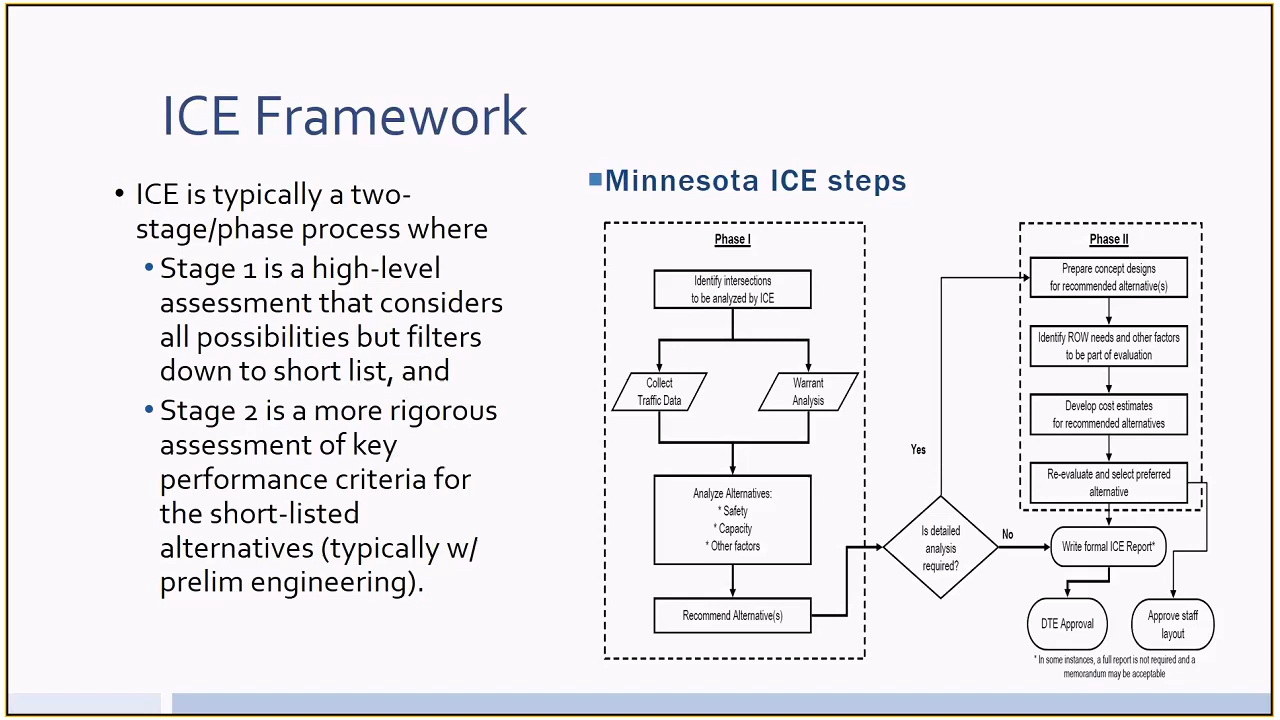 ICE Framework
• ICE is typically a two-
stage/phase process where
• Stage 1 is a high-level
assessment that considers
all possibilities but filters
down to short list, and
• Stage 2 is a more rigorous
assessment of key
performance criteria for
the short-listed
alternatives (typically w/
prelim engineering).
Minnesota ICE steps
Phase I
Identify intersections
to be analyzed by ICE
Collect
Traffic Data
Warrant
Analysis
Analyze Alternatives:
* Safety
* Capacity
* Other factors
Recommend Alternative(s)
Is detailed
analysis
required?
Yes
No
Phase II
Prepare concept designs
for recommended alternative(s)
Identify ROW needs and other factors
to be part of evaluation
Develop cost estimates
for recommended alternatives
Re-evaluate and select preferred
alternative
Write formal ICE Report*
DTE Approval
Approve staff
layout
* In some instances, a full report is not required and a
memorandum may be acceptable